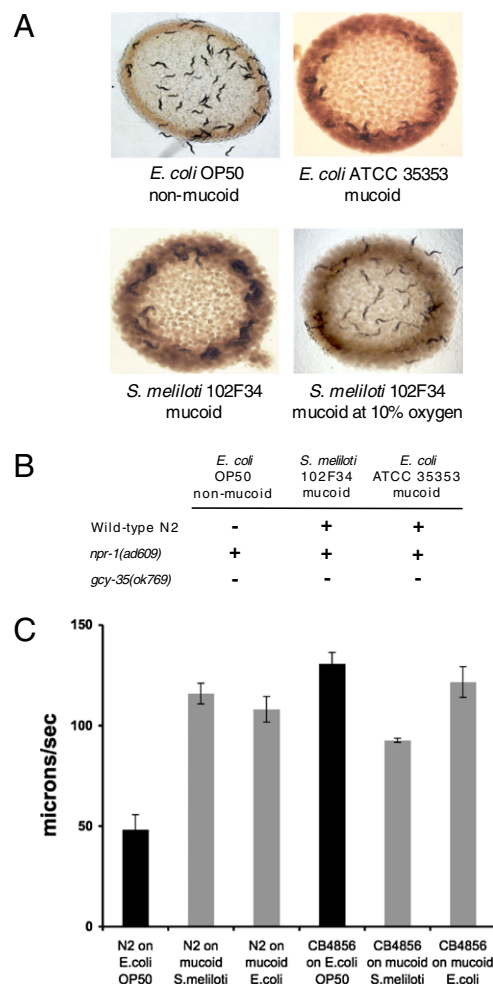 A
E. coli OP50
non-mucoid
E. coli ATCC 35353
mucoid
S. meliloti 102F34
mucoid
S. meliloti 102F34
mucoid at 10% oxygen
B
E. coli
OP50
non-mucoid
S. meliloti
102F34
mucoid
E. coli
ATCC 35353
mucoid
Wild-type N2 - + +
npr-1(ad609) + + +
gcy-35(ok769) - - -
C
microns/sec
150
100
50
0
N2 on
E.coli
OP50
N2 on
mucoid
S.meliloti
N2 on
mucoid
E.coli
CB4856
on E.coli
OP50
CB4856
on mucoid
S.meliloti
CB4856
on mucoid
E.coli